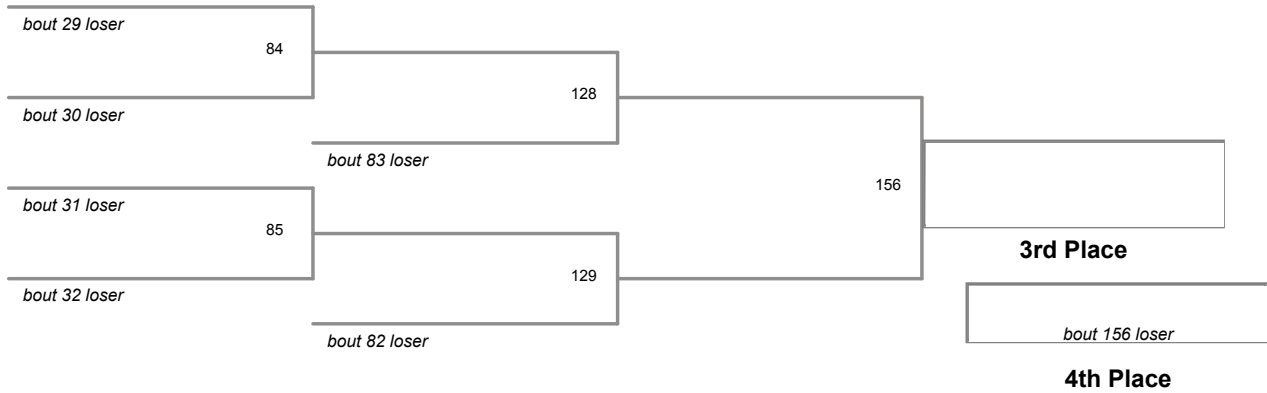 bout 29 loser
84
bout 30 loser
128
bout 83 loser
bout 31 loser
156
85
3rd Place
129
bout 32 loser
bout 82 loser
bout 156 loser
4th Place